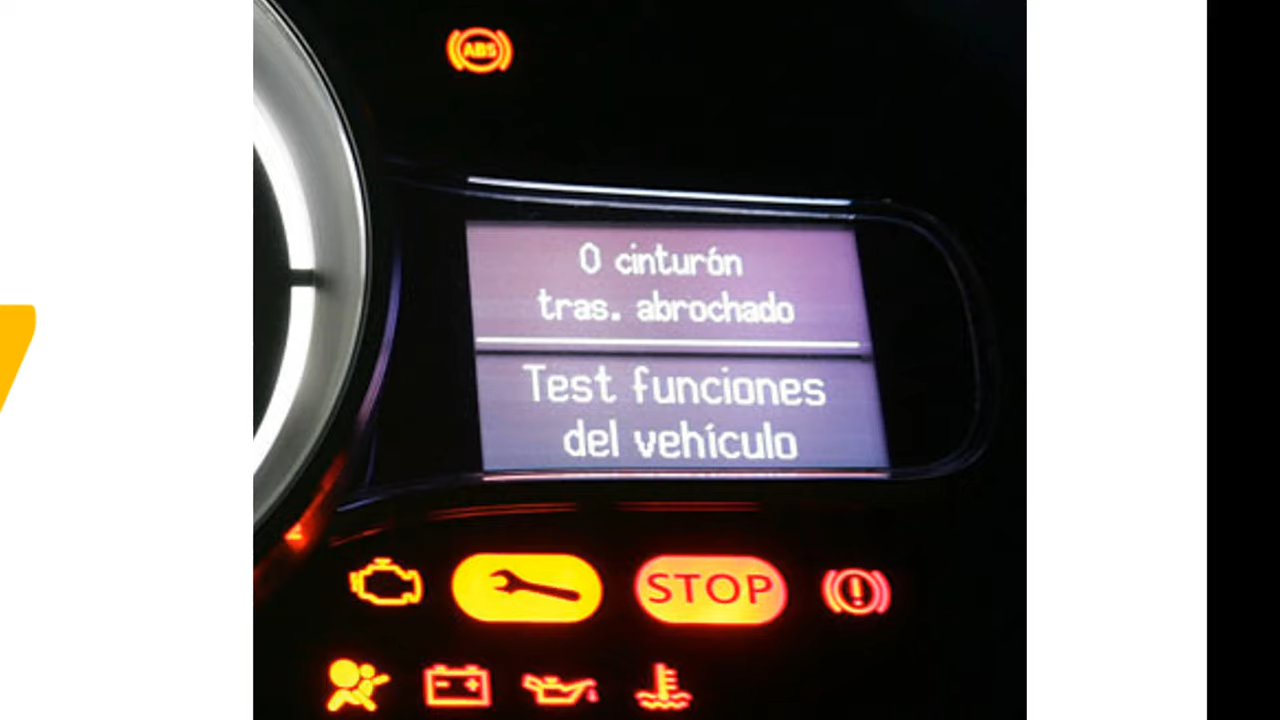 ABS
0 cinturón
tras. abrochado
Test funciones
del vehículo
STOP